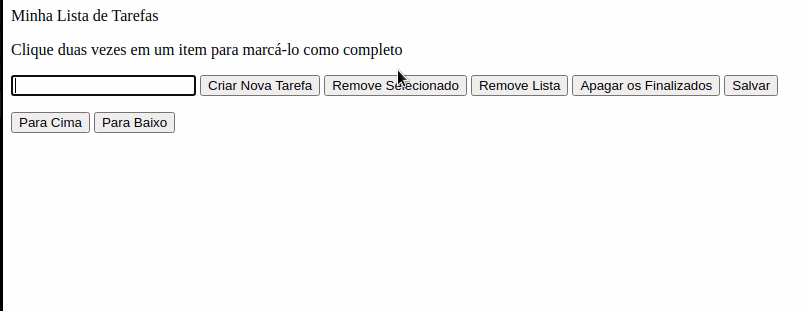 Minha Lista de Tarefas
Clique duas vezes em um item para marcá-lo como completo
Criar Nova Tarefa Remove Selecionado Remove Lista Apagar os Finalizados Salvar
Para Cima Para Baixo